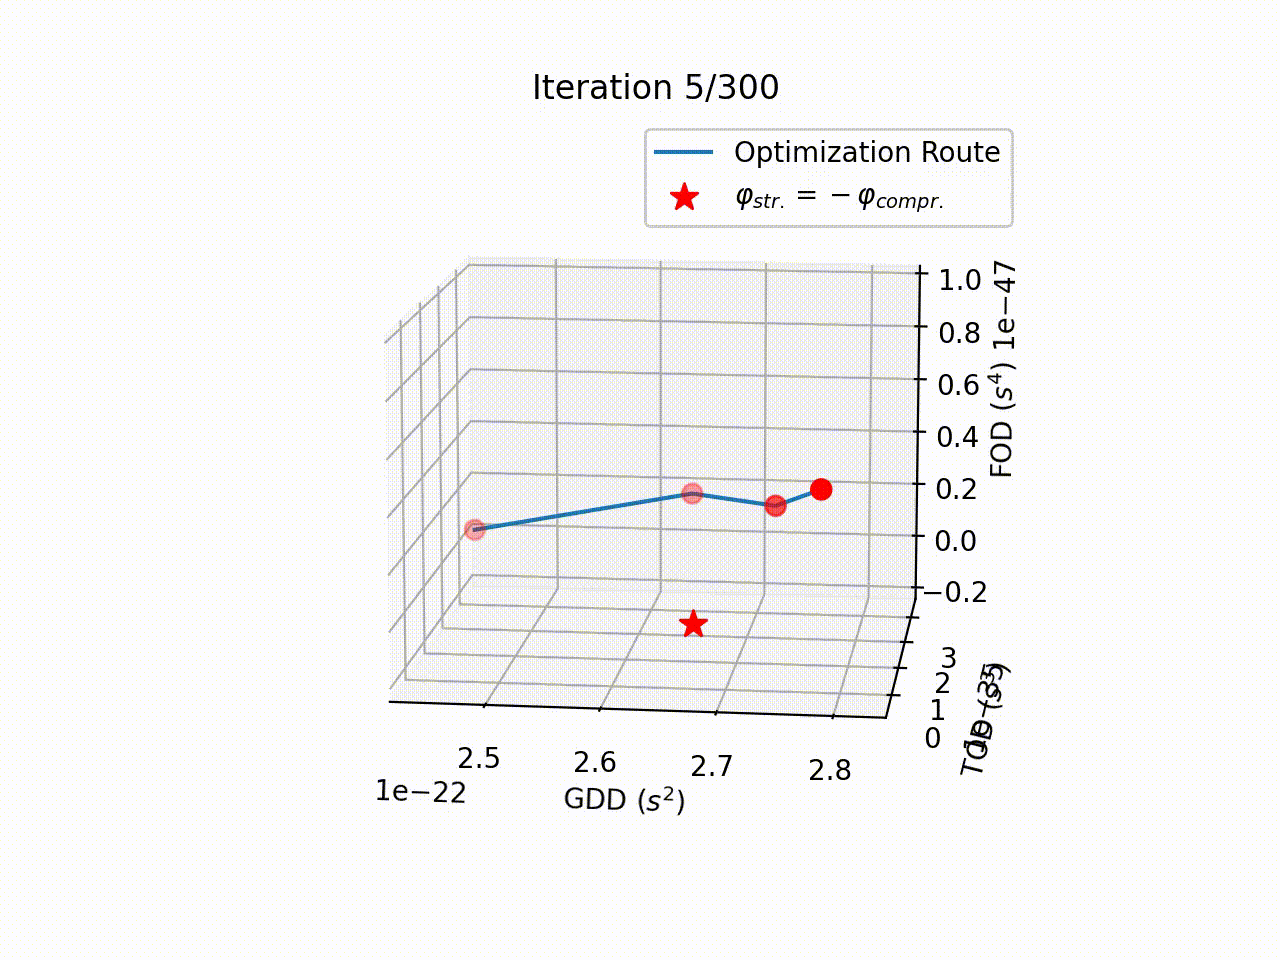 Iteration 5/300
Optimization Route
φstr. = − φcompr.
1.0
0.8
0.6
0.4
0.2
0.0
−0.2
FOD (s⁴) 1e−47
3
2
1
0
TOD (s³)
2.5
2.6
2.7
2.8
1e−22
GDD (s²)